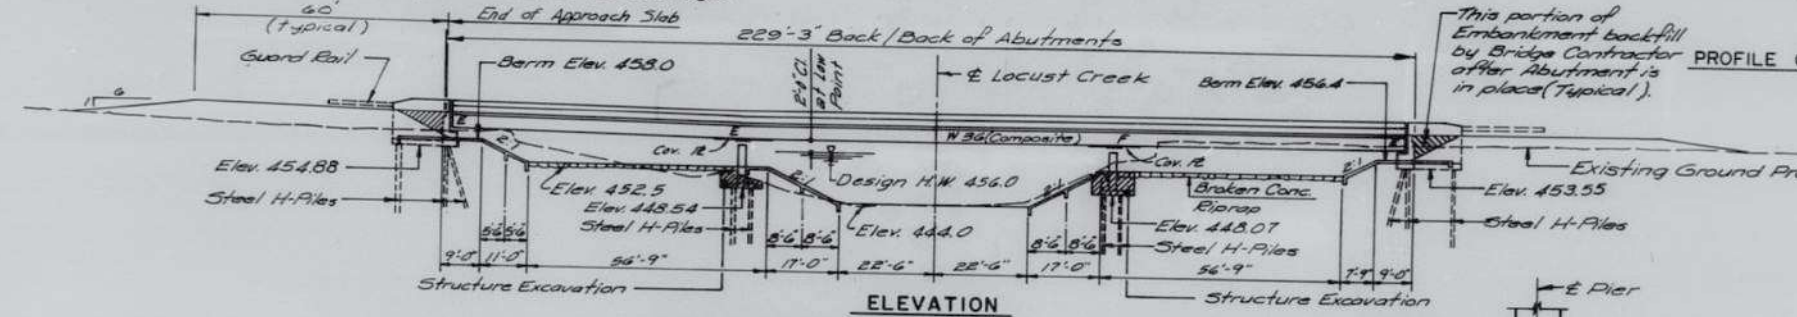 60'
(Typical)
End of Approach Slab
229'-3" Back/Back of Abutments
Guard Rail
Berm Elev. 458.0
2'-0" Cl.
at Low
Point
℄ Locust Creek
Berm Elev. 456.4
This portion of
Embankment backfill
by Bridge Contractor
after Abutment is
in place (Typical).
PROFILE
1
6
E
E
W 36 (Composite)
F
E
Cov. ℞
Cov. ℞
2:1
2:1
2:1
2:1
Elev. 454.88
Steel H-Piles
Elev. 452.5
Elev. 448.54
Steel H-Piles
Design H.W. 456.0
Elev. 444.0
Broken Conc.
Riprap
Elev. 448.07
Steel H-Piles
Existing Ground
Elev. 453.55
Steel H-Piles
5'-6" 5'-6"
8'-6" 8'-6"
8'-6" 8'-6"
9'-0" 11'-0" 56'-9" 17'-0" 22'-6" 22'-6" 17'-0" 56'-9" 7'-9" 9'-0"
Structure Excavation
Structure Excavation
ELEVATION
℄ Pier